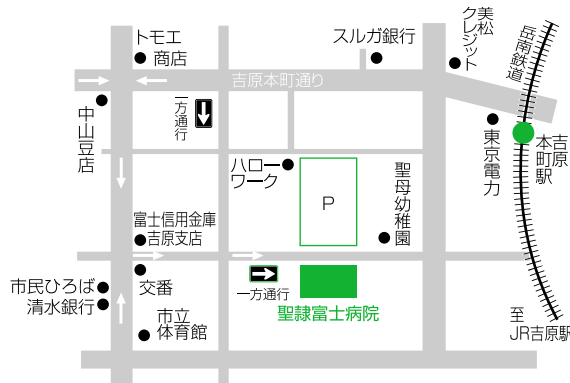 トモエ
商店
スルガ銀行
美松
クレジット
岳南鉄道
吉原本町通り
中山豆店
一方通行
ハロー
ワーク
P
聖母幼稚園
東京電力
吉原
本町駅
富士信用金庫
吉原支店
市民ひろば
清水銀行
交番
一方通行
聖隷富士病院
市立
体育館
至
JR吉原駅